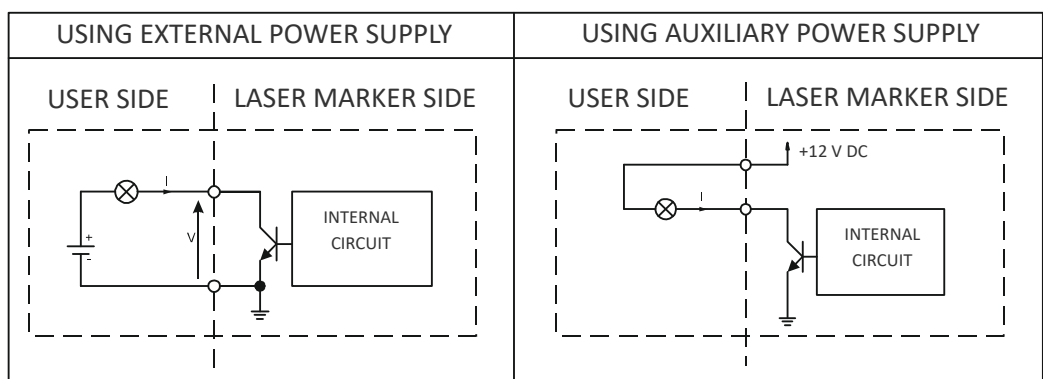 USING EXTERNAL POWER SUPPLY
USER SIDE
LASER MARKER SIDE
I
+
-
V
INTERNAL
CIRCUIT
USING AUXILIARY POWER SUPPLY
USER SIDE
LASER MARKER SIDE
+12 V DC
I
INTERNAL
CIRCUIT